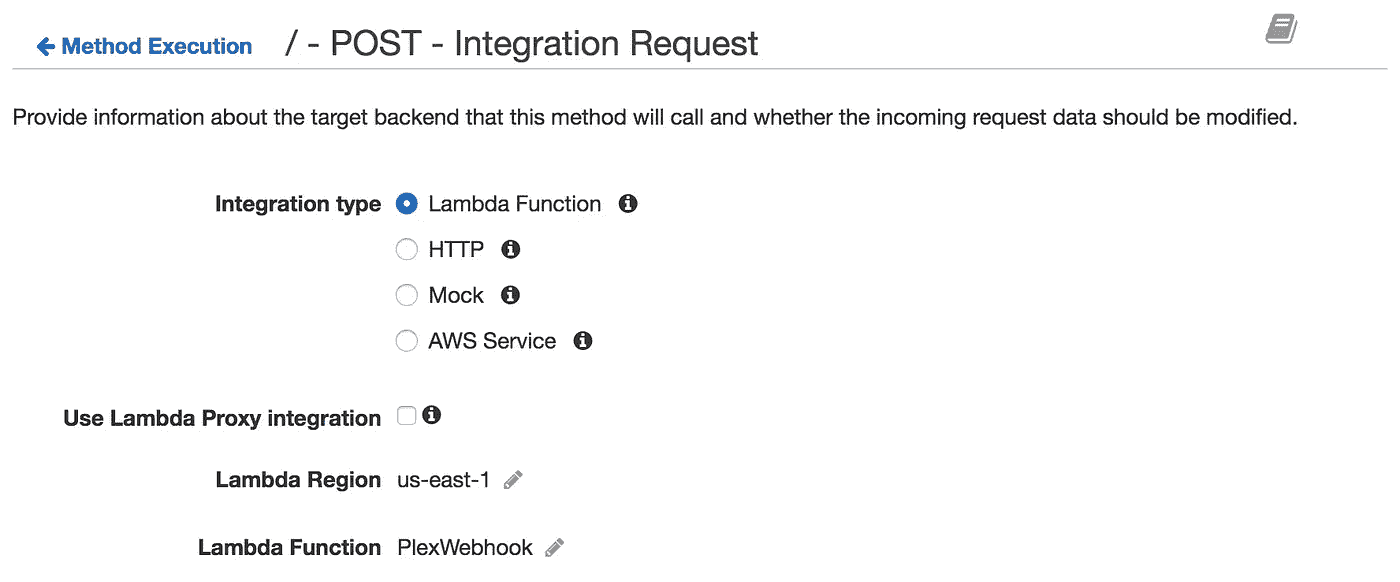 Method Execution / - POST - Integration Request
Provide information about the target backend that this method will call and whether the incoming request data should be modified.
Integration type Lambda Function
HTTP
Mock
AWS Service
Use Lambda Proxy integration
Lambda Region us-east-1
Lambda Function PlexWebhook